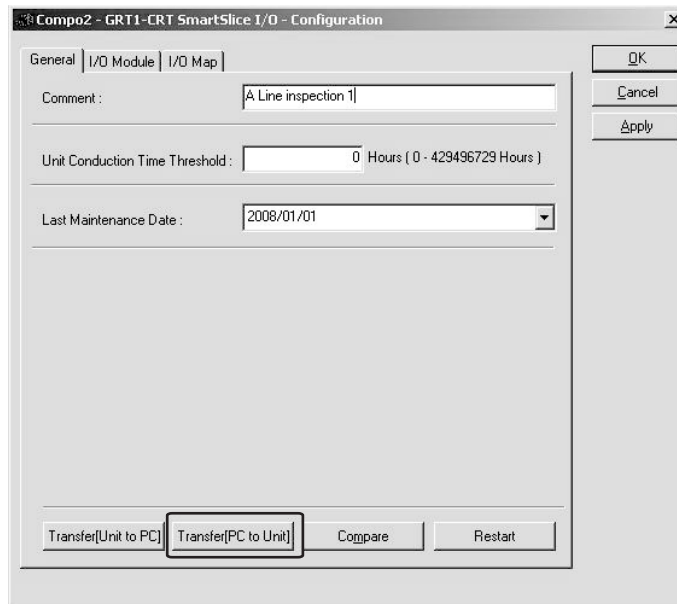 Compo2 - GRT1-CRT SmartSlice I/O - Configuration
General I/O Module I/O Map
OK
Comment : A Line inspection 1
Cancel
Apply
Unit Conduction Time Threshold : 0 Hours ( 0 - 429496729 Hours )
Last Maintenance Date : 2008/01/01
Transfer[Unit to PC] Transfer[PC to Unit] Compare Restart